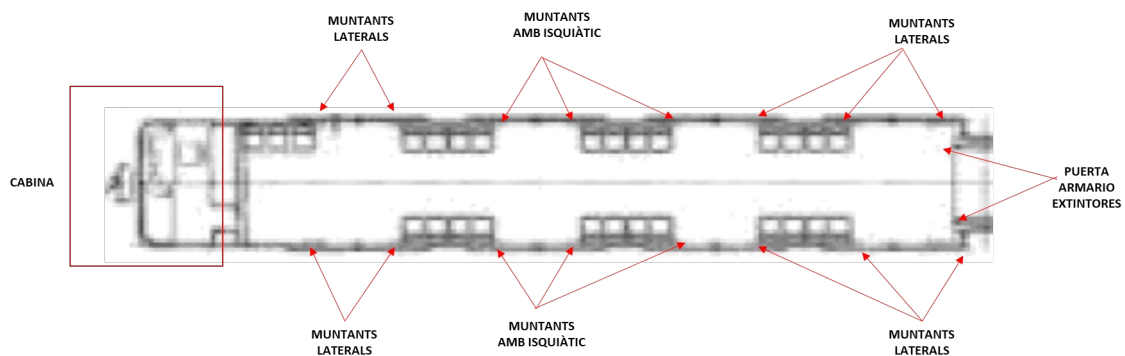 MUNTANTS
LATERALS
MUNTANTS
AMB ISQUIÀTIC
MUNTANTS
LATERALS
CABINA
PUERTA
ARMARIO
EXTINTORES
MUNTANTS
LATERALS
MUNTANTS
AMB ISQUIÀTIC
MUNTANTS
LATERALS